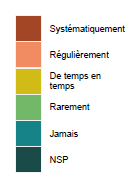 Systématiquement
Régulièrement
De temps en
temps
Rarement
Jamais
NSP